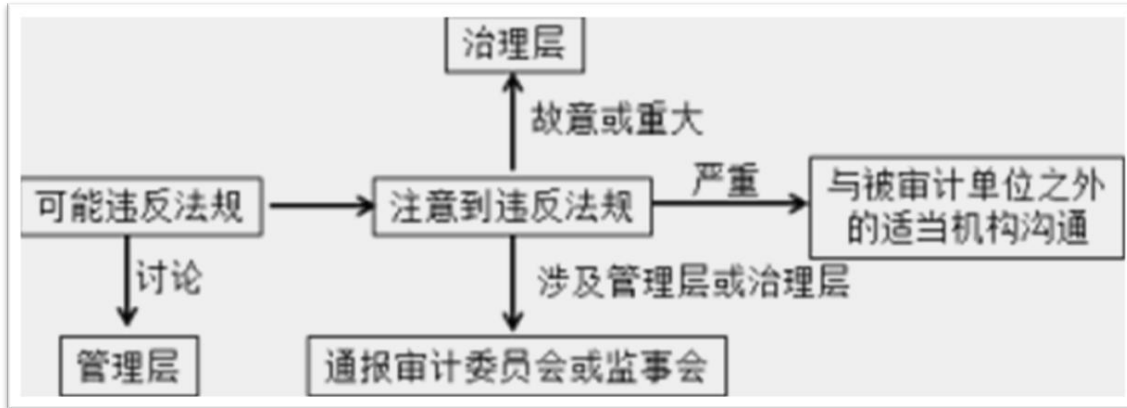 治理层
故意或重大
可能违反法规
注意到违反法规
严重
与被审计单位之外
的适当机构沟通
讨论
涉及管理层或治理层
管理层
通报审计委员会或监事会